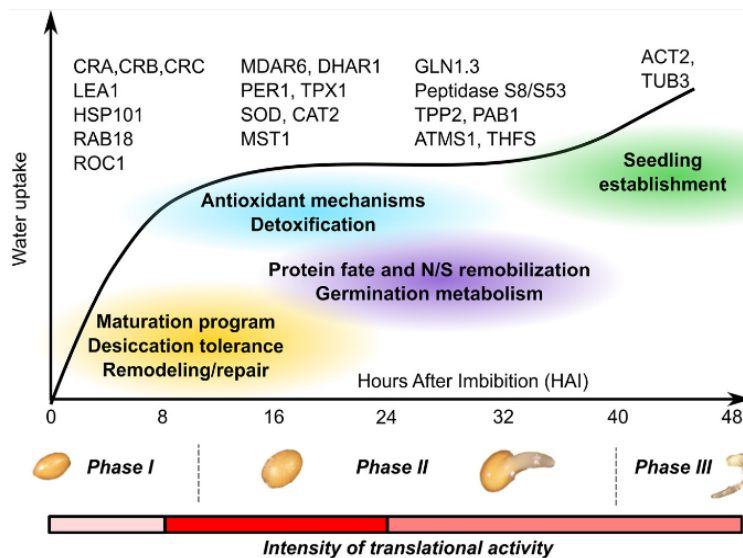 CRA,CRB,CRC
LEA1
HSP101
RAB18
ROC1
MDAR6, DHAR1
PER1, TPX1
SOD, CAT2
MST1
GLN1.3
Peptidase S8/S53
TPP2, PAB1
ATMS1, THFS
ACT2,
TUB3
Water uptake
Seedling
establishment
Antioxidant mechanisms
Detoxification
Protein fate and N/S remobilization
Germination metabolism
Maturation program
Desiccation tolerance
Remodeling/repair
Hours After Imbibition (HAI)
0 8 16 24 32 40 48
Phase I Phase II Phase III
Intensity of translational activity